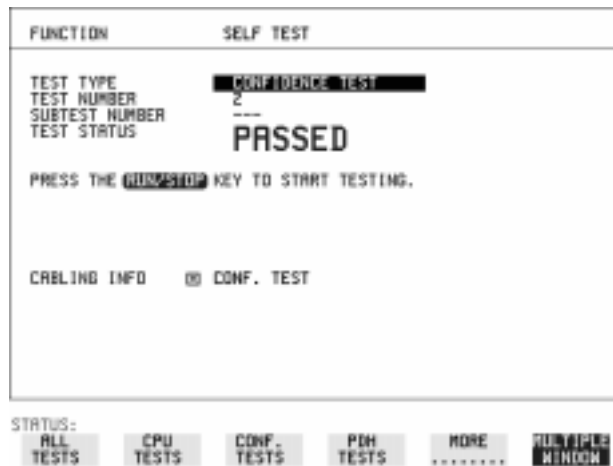 FUNCTION SELF TEST
TEST TYPE CONFIDENCE TEST
TEST NUMBER 2
SUBTEST NUMBER ---
TEST STATUS PASSED
PRESS THE RUN/STOP KEY TO START TESTING.
CABLING INFO CONF. TEST
STATUS:
ALL TESTS CPU TESTS CONF. TESTS PDH TESTS MORE ........ MULTIPLE WINDOW